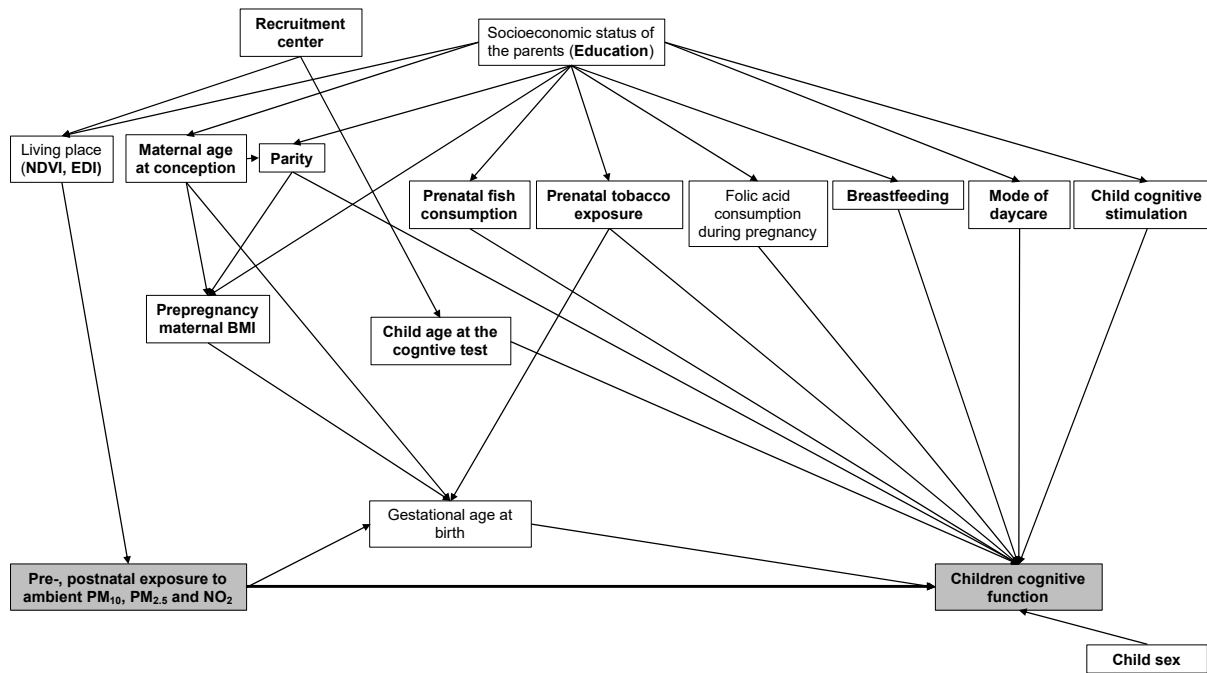 Recruitment
center
Socioeconomic status of
the parents (Education)
Living place
(NDVI, EDI)
Maternal age
at conception
Parity
Prenatal fish
consumption
Prenatal tobacco
exposure
Folic acid
consumption
during pregnancy
Breastfeeding
Mode of
daycare
Child cognitive
stimulation
Prepregnancy
maternal BMI
Child age at the
cogntive test
Gestational age at
birth
Pre-, postnatal exposure to
ambient PM₁₀, PM₂.₅ and NO₂
Children cognitive
function
Child sex